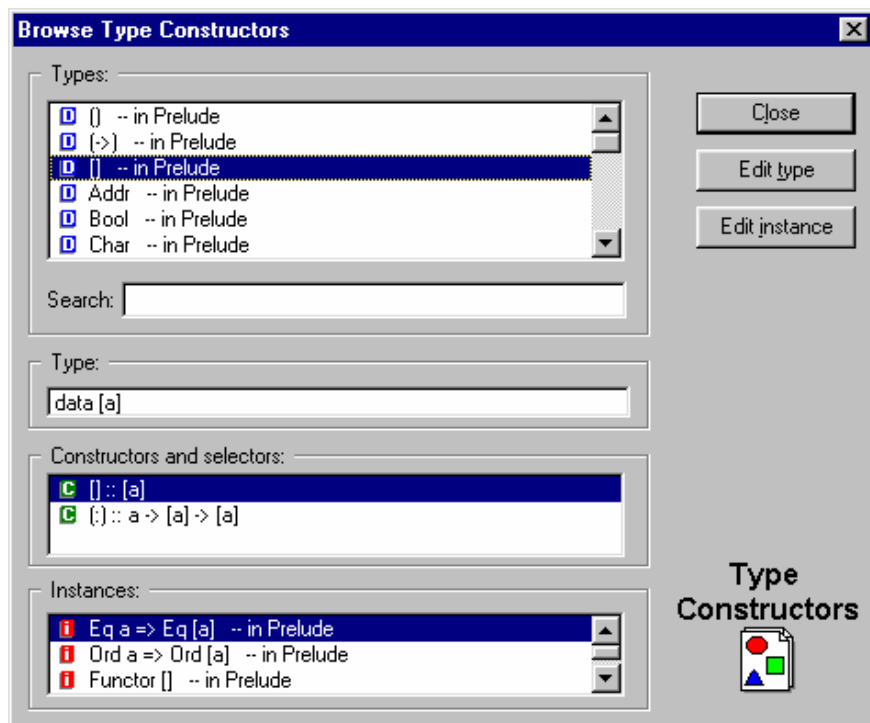 Browse Type Constructors
Types:
D () -- in Prelude
D (->) -- in Prelude
D [] -- in Prelude
D Addr -- in Prelude
D Bool -- in Prelude
D Char -- in Prelude
Search:
Close
Edit type
Edit instance
Type:
data [a]
Constructors and selectors:
C [] :: [a]
C (:) :: a -> [a] -> [a]
Instances:
i Eq a => Eq [a] -- in Prelude
i Ord a => Ord [a] -- in Prelude
i Functor [] -- in Prelude
Type
Constructors